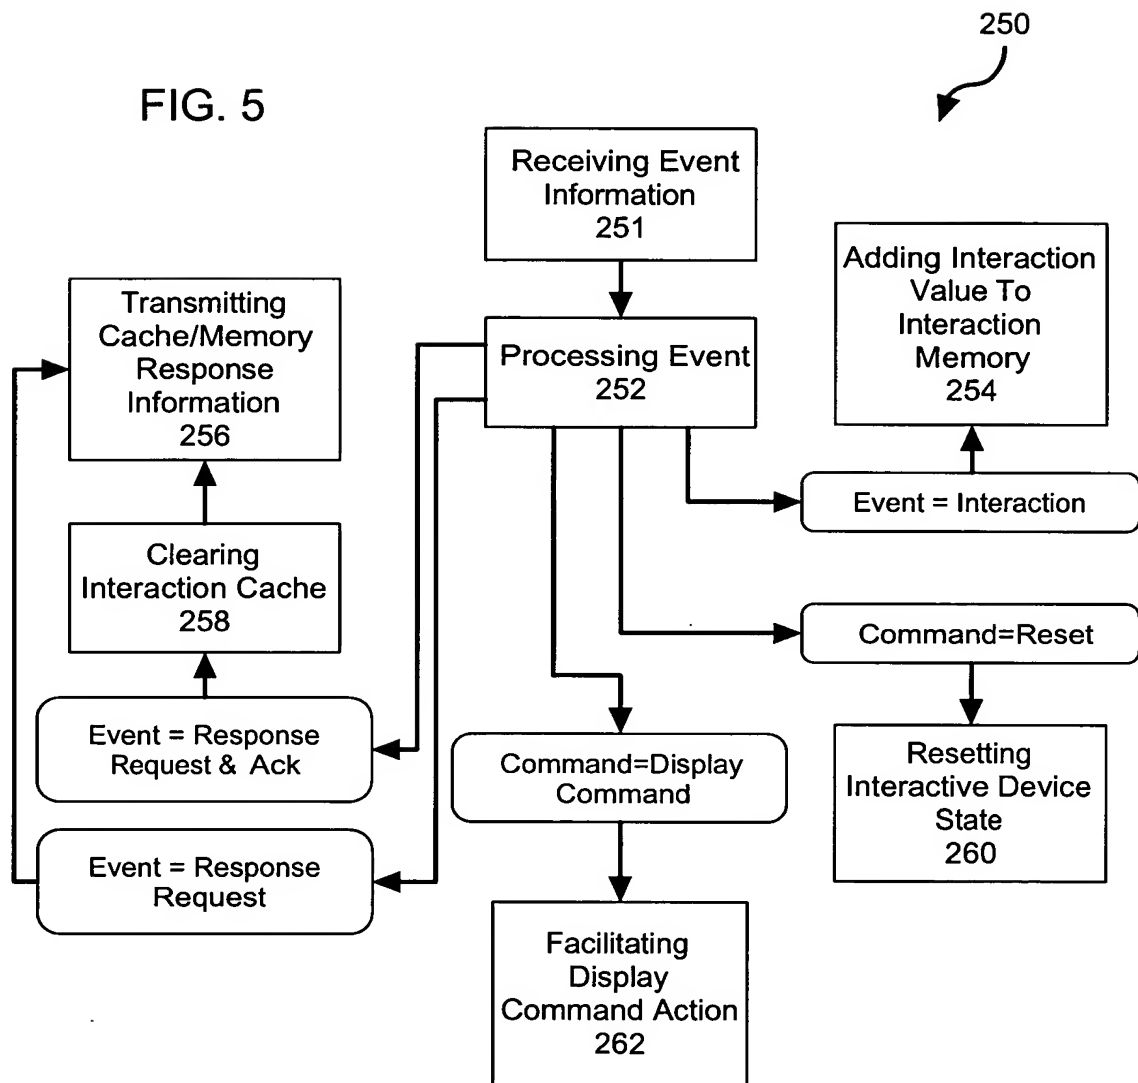 250
FIG. 5
Receiving Event
Information
251
Transmitting
Cache/Memory
Response
Information
256
Processing Event
252
Adding Interaction
Value To
Interaction
Memory
254
Event = Interaction
Clearing
Interaction Cache
258
Command=Reset
Event = Response
Request & Ack
Command=Display
Command
Resetting
Interactive Device
State
260
Event = Response
Request
Facilitating
Display
Command Action
262